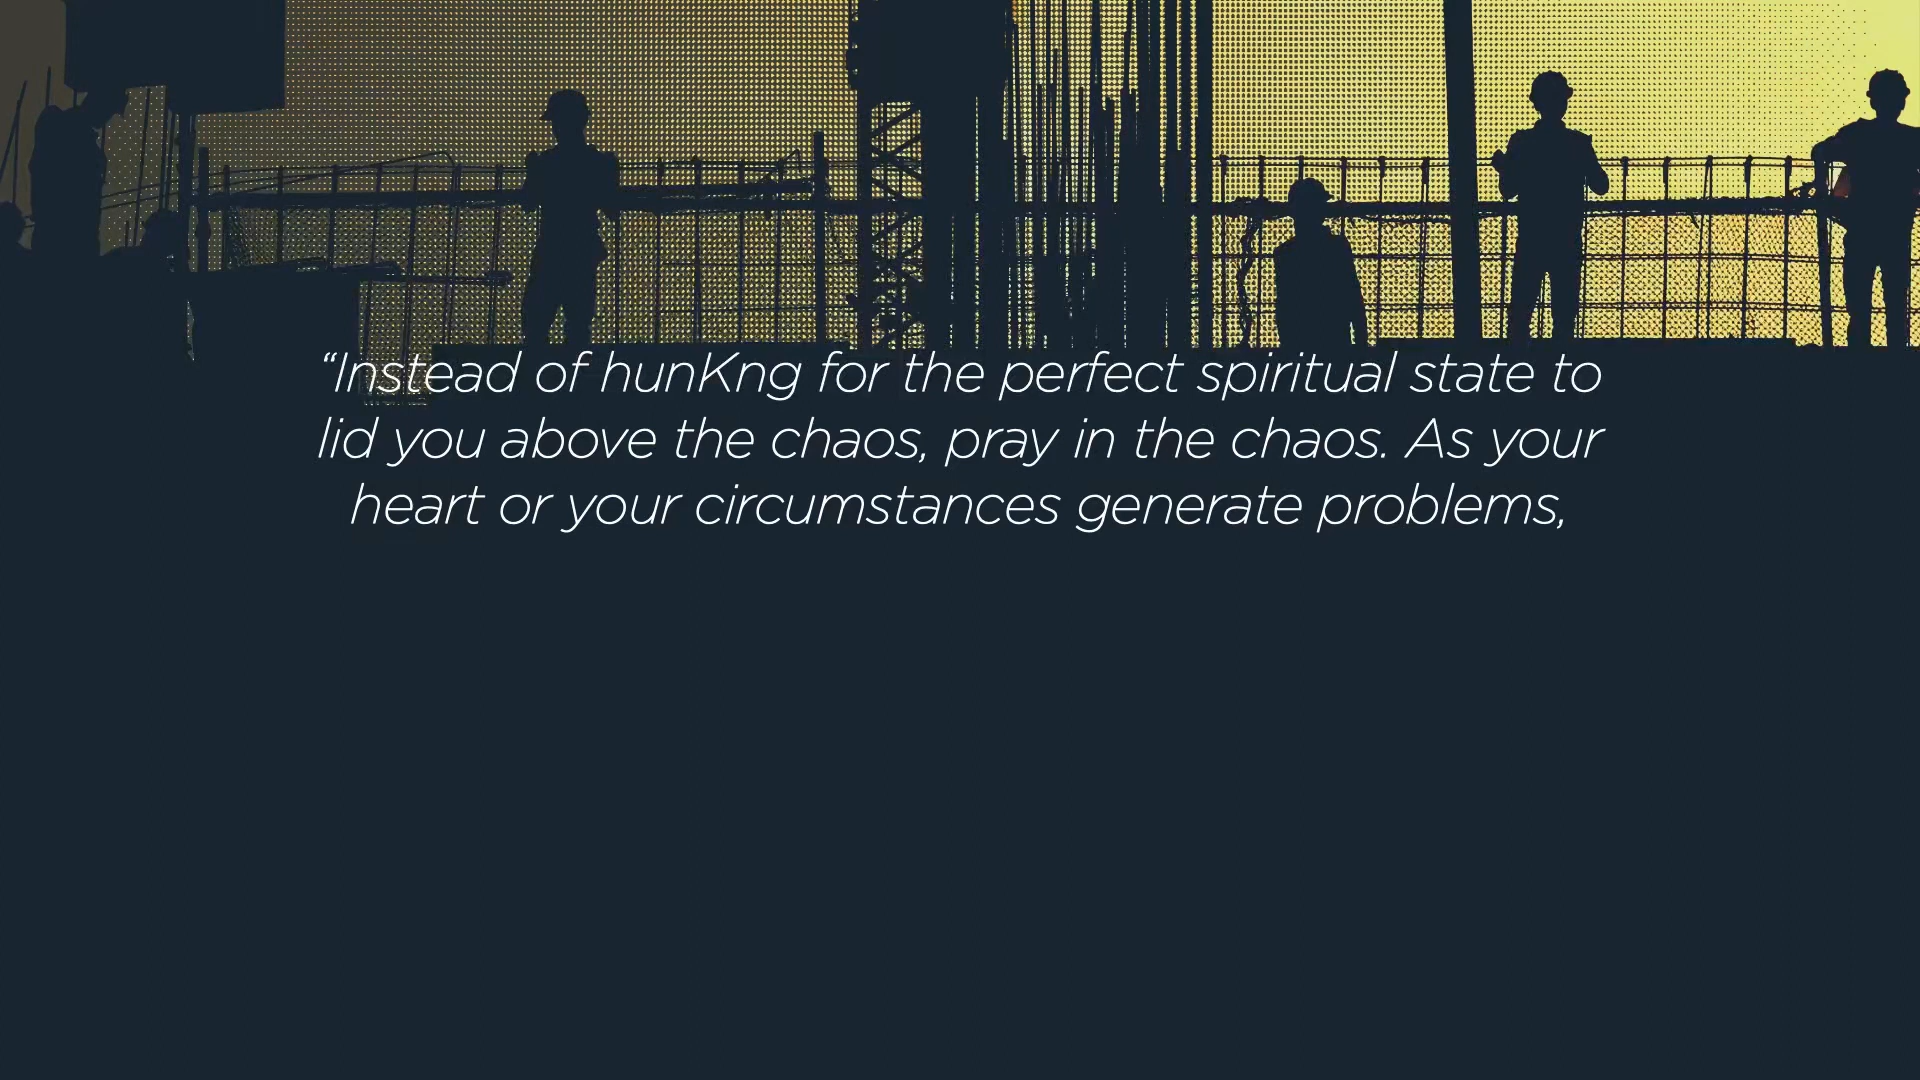 “Instead of hunKng for the perfect spiritual state to
lid you above the chaos, pray in the chaos. As your
heart or your circumstances generate problems,